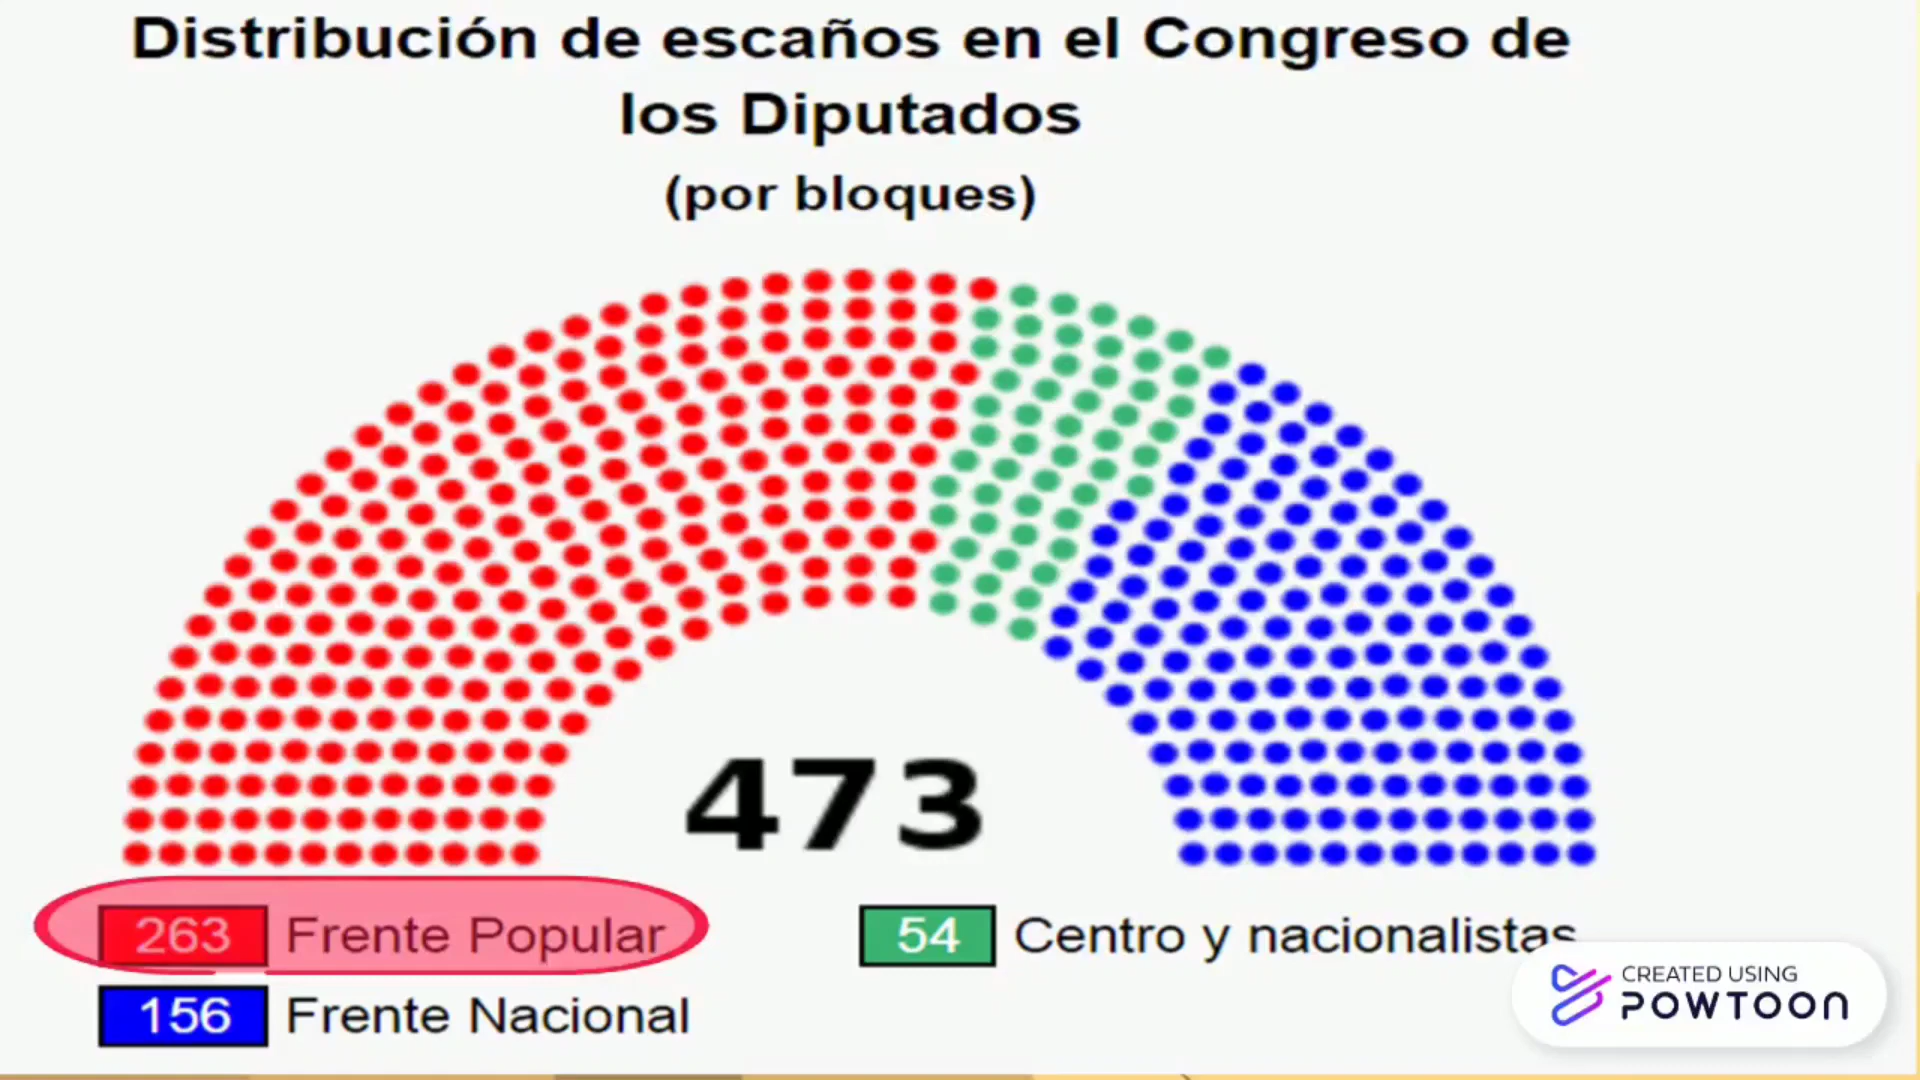 Distribución de escaños en el Congreso de
los Diputados
(por bloques)
473
263 Frente Popular
54 Centro y nacionalistas
156 Frente Nacional
CREATED USING
POWTOON